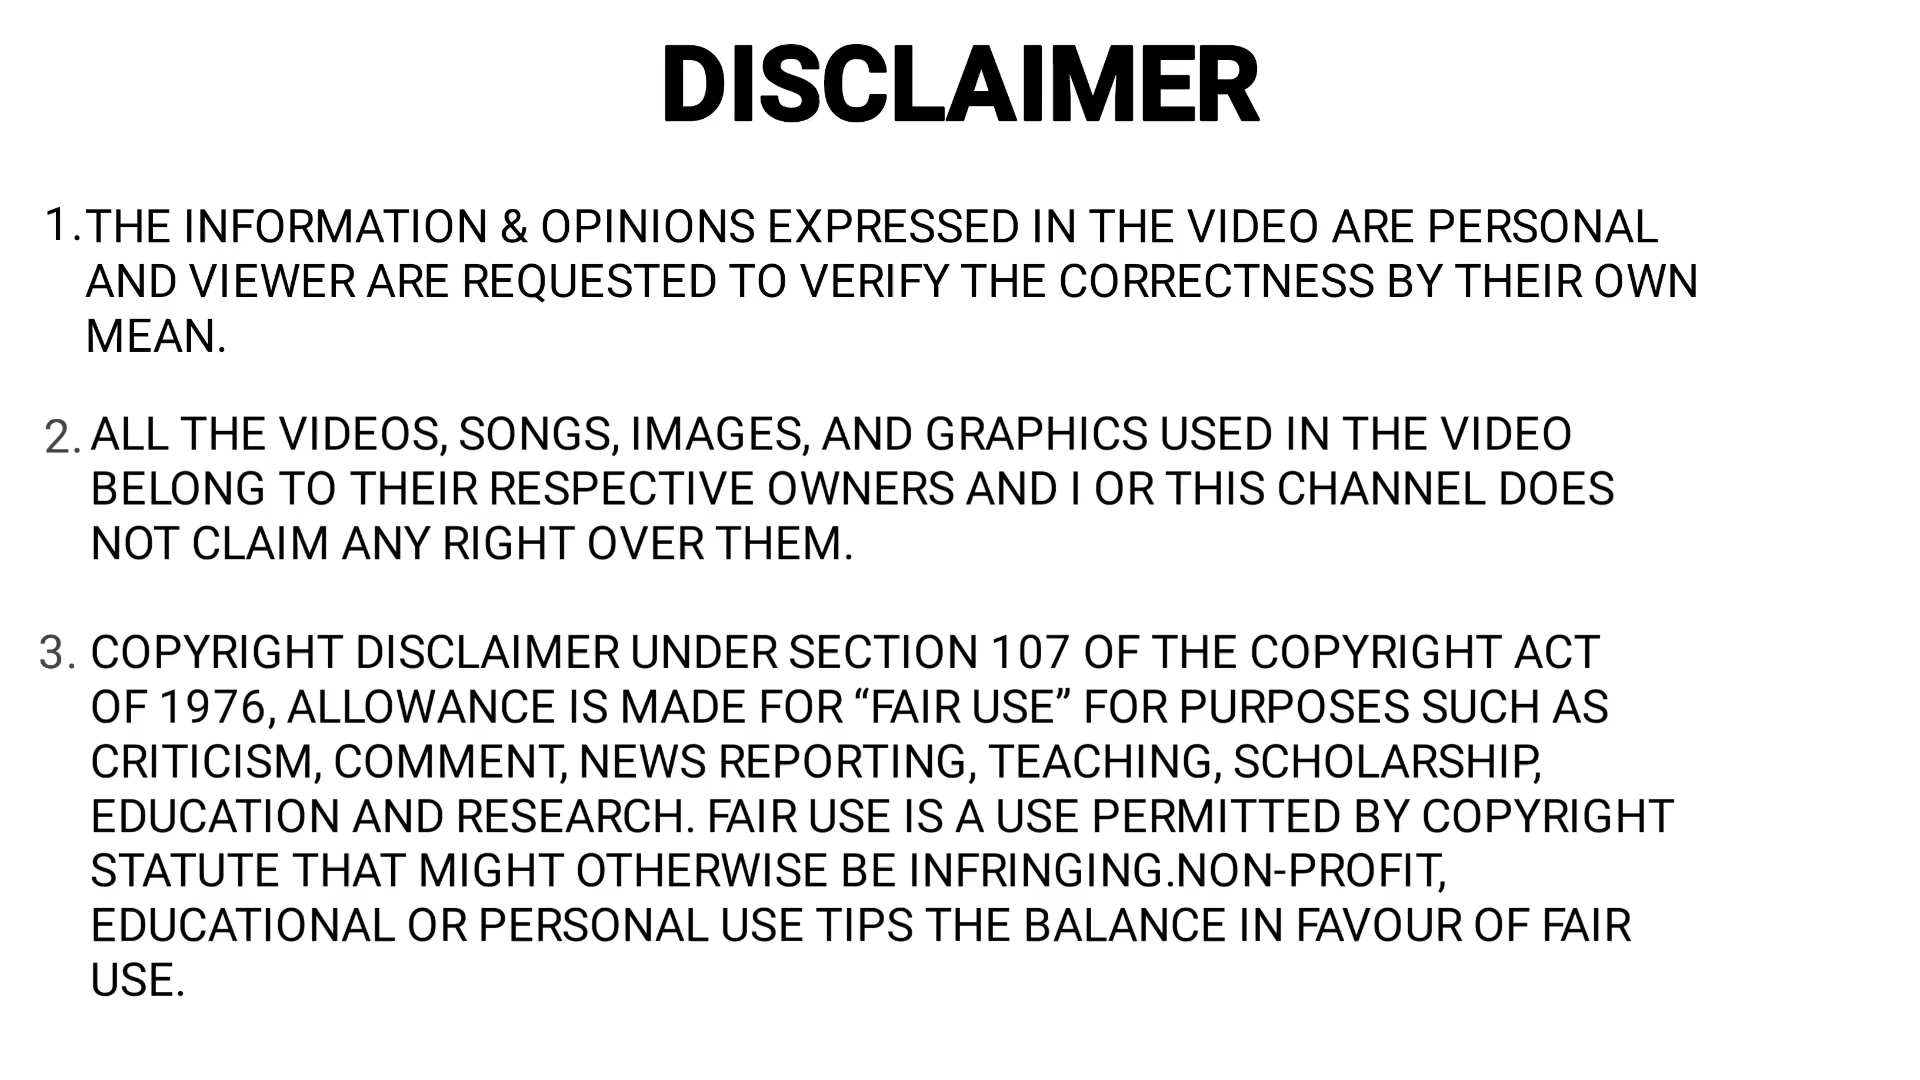 DISCLAIMER
1. THE INFORMATION & OPINIONS EXPRESSED IN THE VIDEO ARE PERSONAL
AND VIEWER ARE REQUESTED TO VERIFY THE CORRECTNESS BY THEIR OWN
MEAN.
2. ALL THE VIDEOS, SONGS, IMAGES, AND GRAPHICS USED IN THE VIDEO
BELONG TO THEIR RESPECTIVE OWNERS AND I OR THIS CHANNEL DOES
NOT CLAIM ANY RIGHT OVER THEM.
3. COPYRIGHT DISCLAIMER UNDER SECTION 107 OF THE COPYRIGHT ACT
OF 1976, ALLOWANCE IS MADE FOR “FAIR USE” FOR PURPOSES SUCH AS
CRITICISM, COMMENT, NEWS REPORTING, TEACHING, SCHOLARSHIP,
EDUCATION AND RESEARCH. FAIR USE IS A USE PERMITTED BY COPYRIGHT
STATUTE THAT MIGHT OTHERWISE BE INFRINGING.NON-PROFIT,
EDUCATIONAL OR PERSONAL USE TIPS THE BALANCE IN FAVOUR OF FAIR
USE.